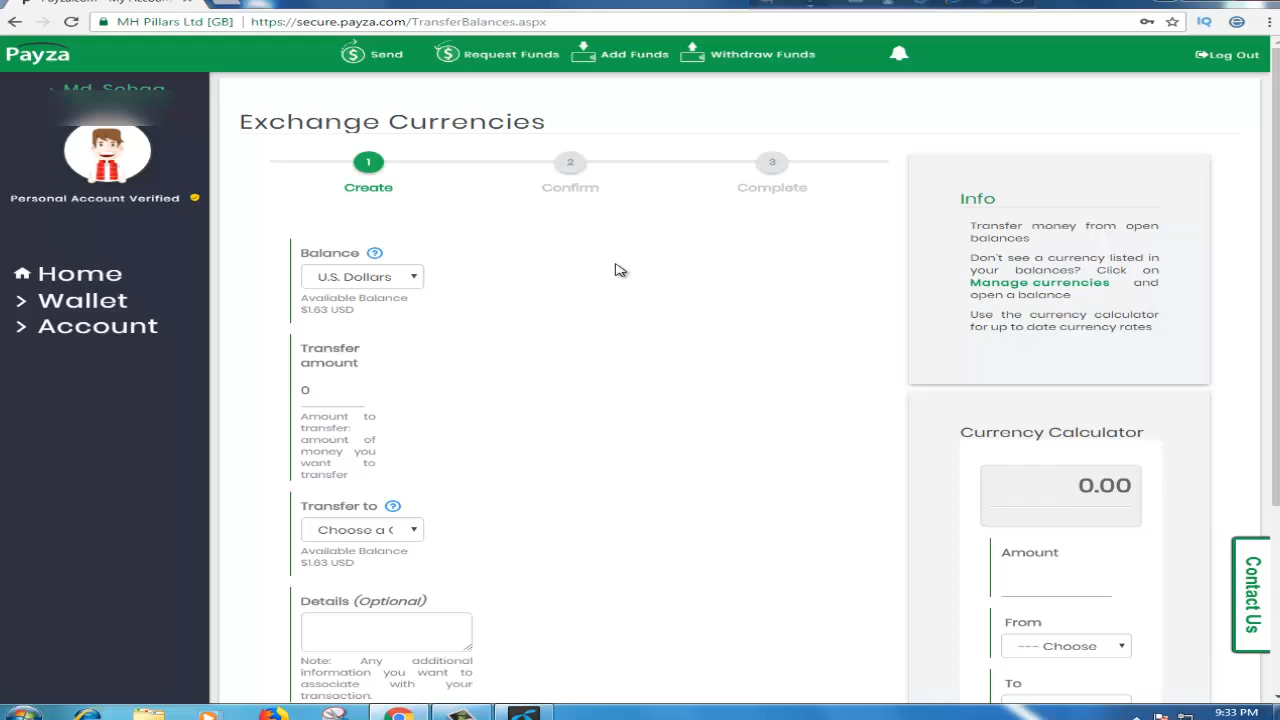 MH Pillars Ltd [GB]
https://secure.payza.com/TransferBalances.aspx
IQ
Payza
Send
Request Funds
Add Funds
Withdraw Funds
Log Out
Personal Account Verified
Home
> Wallet
> Account
Exchange Currencies
1
2
3
Create
Confirm
Complete
Balance ?
U.S. Dollars
Available Balance
$1.63 USD
Transfer
amount
0
Amount to
transfer:
amount of
money you
want to
transfer
Transfer to ?
Choose a
Available Balance
$1.63 USD
Details (Optional)
Note: Any additional
information you want to
associate with your
transaction.
Info
Transfer money from open
balances
Don't see a currency listed in
your balances? Click on
Manage currencies and
open a balance
Use the currency calculator
for up to date currency rates
Currency Calculator
0.00
Amount
From
--- Choose
To
Contact Us
9:33 PM